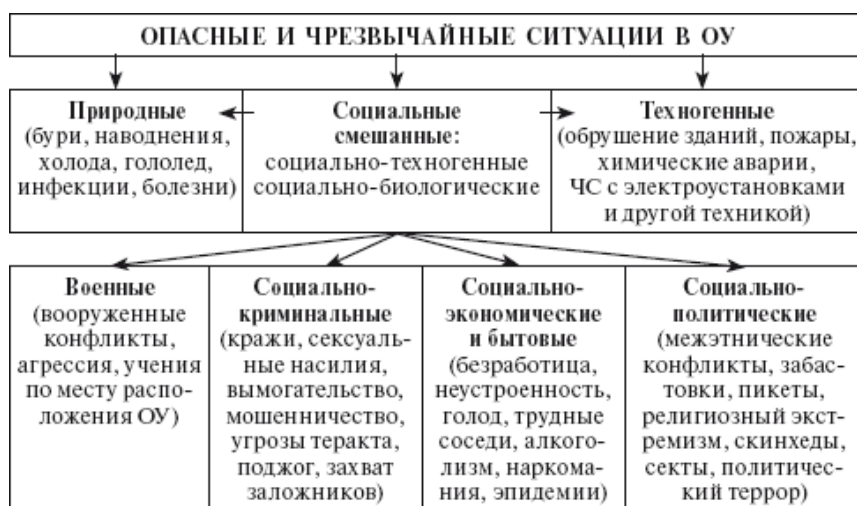 ОПАСНЫЕ И ЧРЕЗВЫЧАЙНЫЕ СИТУАЦИИ В ОУ
Природные
(бури, наводнения,
холода, гололед,
инфекции, болезни)
Социальные
смешанные:
социально-техногенные
социально-биологические
Техногенные
(обрушение зданий, пожары,
химические аварии,
ЧС с электроустановками
и другой техникой)
Военные
(вооруженные
конфликты,
агрессия, учения
по месту распо-
ложения ОУ)
Социально-
криминальные
(кражи, сексуаль-
ные насилия,
вымогательство,
мошенничество,
угрозы теракта,
поджог, захват
заложников)
Социально-
экономические
и бытовые
(безработица,
неустроенность,
голод, трудные
соседи, алкого-
лизм, наркома-
ния, эпидемии)
Социально-
политические
(межэтнические
конфликты, забас-
товки, пикеты,
религиозный экст-
ремизм, скинхеды,
секты, политичес-
кий террор)